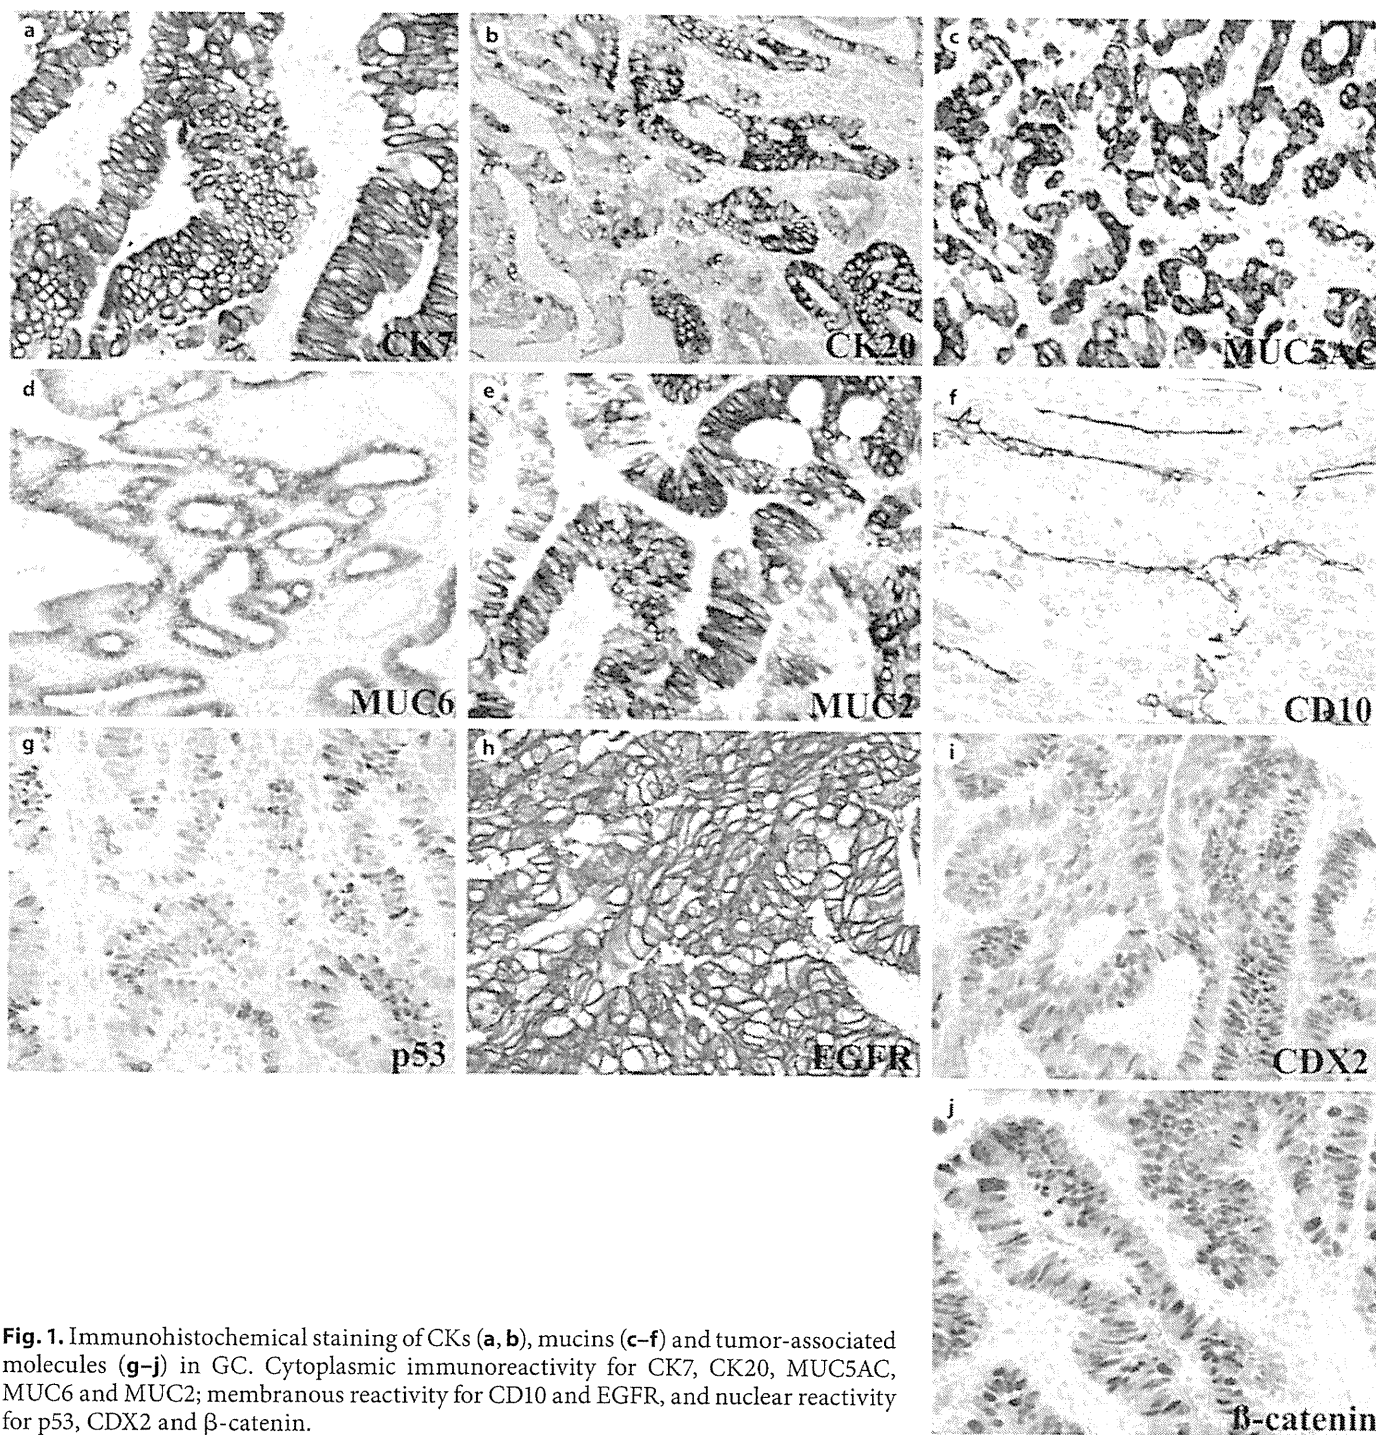 a
CK7
b
CK20
c
MUC5AC
d
MUC6
e
MUC2
f
CD10
g
p53
h
EGFR
i
CDX2
j
ß-catenin
Fig. 1. Immunohistochemical staining of CKs (a, b), mucins (c–f) and tumor-associated
molecules (g–j) in GC. Cytoplasmic immunoreactivity for CK7, CK20, MUC5AC,
MUC6 and MUC2; membranous reactivity for CD10 and EGFR, and nuclear reactivity
for p53, CDX2 and β-catenin.